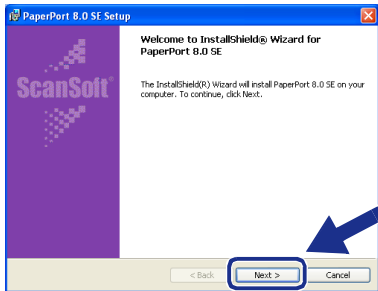 PaperPort 8.0 SE Setup
Welcome to InstallShield® Wizard for
PaperPort 8.0 SE
ScanSoft®
The InstallShield(R) Wizard will install PaperPort 8.0 SE on your
computer. To continue, click Next.
< Back Next > Cancel